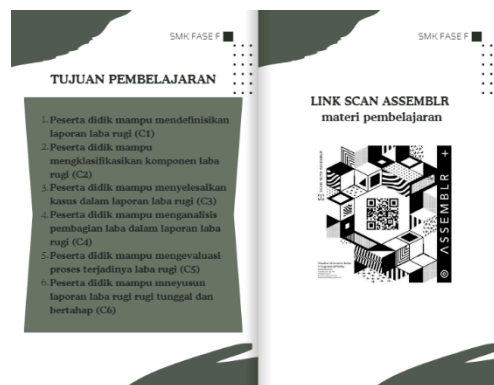 SMK FASE F
TUJUAN PEMBELAJARAN
1. Peserta didik mampu mendefinisikan
laporan laba rugi (C1)
2. Peserta didik mampu
mengklasifikasikan komponen laba
rugi (C2)
3. Peserta didik mampu menyelesaikan
kasus dalam laporan laba rugi (C3)
4. Peserta didik mampu menganalisis
pembagian laba dalam laporan laba
rugi (C4)
5. Peserta didik mampu mengevaluasi
proses terjadinya laba rugi (C5)
6. Peserta didik mampu mneyusun
laporan laba rugi rugi tunggal dan
bertahap (C6)
SMK FASE F
LINK SCAN ASSEMBLR
materi pembelajaran
ASSEMBLR